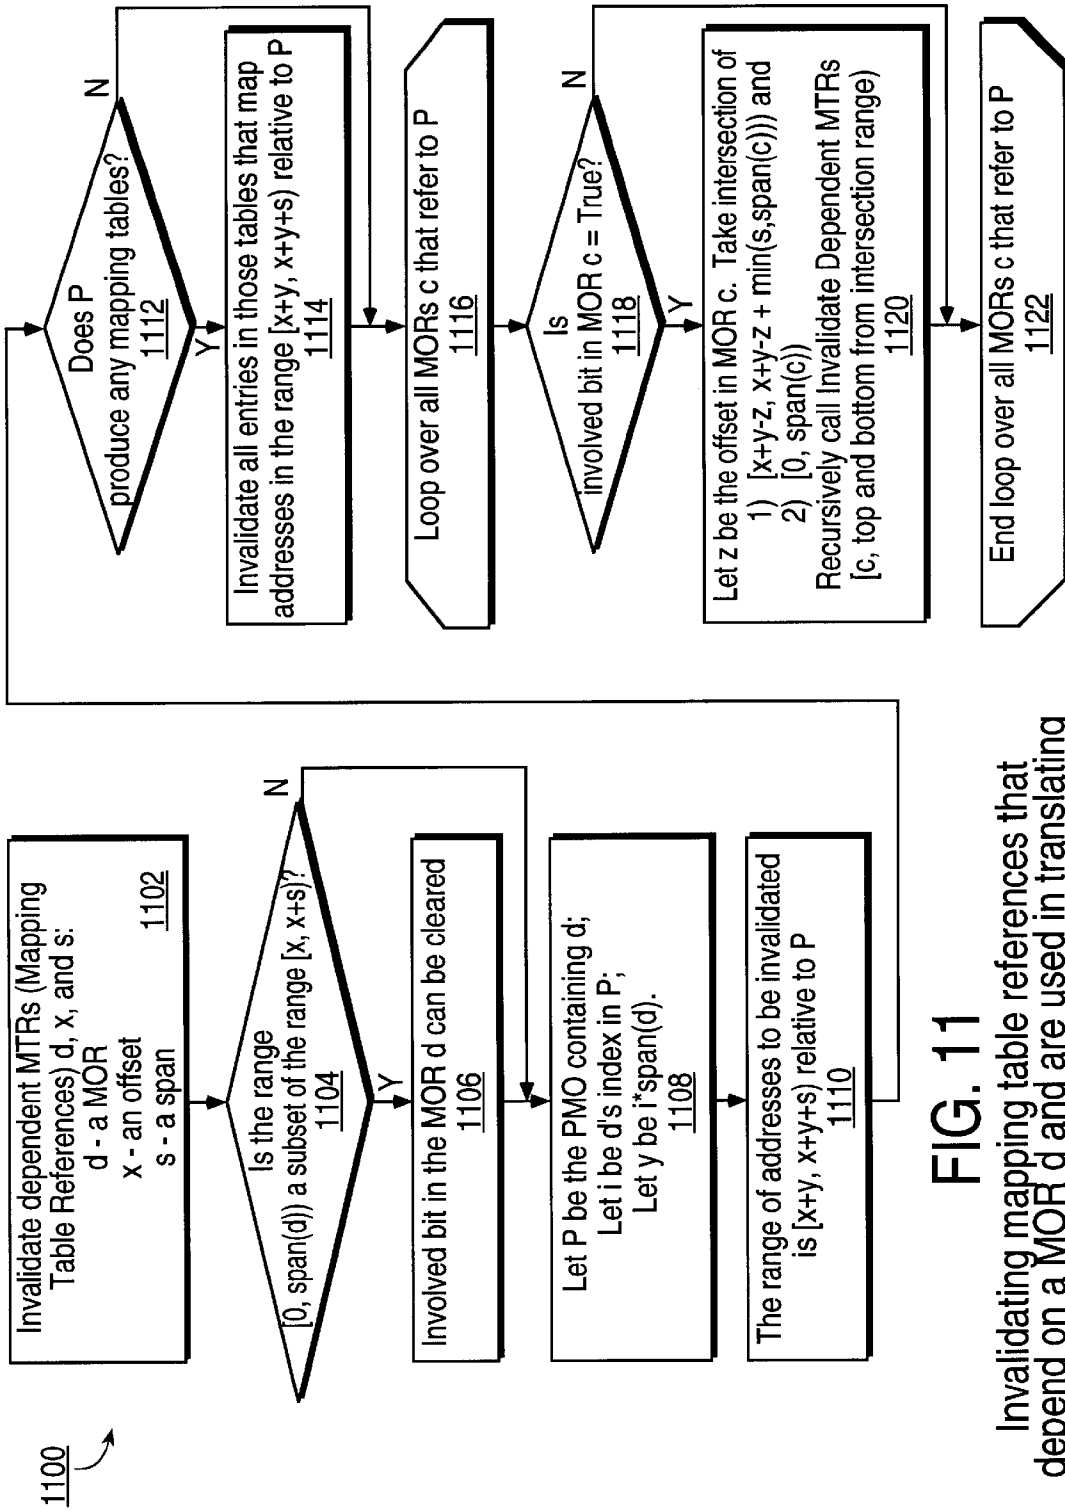 1100
Invalidate dependent MTRs (Mapping
Table References) d, x, and s:
d - a MOR
x - an offset
s - a span
1102
Is the range
[0, span(d)) a subset of the range [x, x+s)?
1104
N
Y
Involved bit in the MOR d can be cleared
1106
Let P be the PMO containing d;
Let i be d's index in P;
Let y be i*span(d).
1108
The range of addresses to be invalidated
is [x+y, x+y+s) relative to P
1110
Does P
produce any mapping tables?
1112
N
Y
Invalidate all entries in those tables that map
addresses in the range [x+y, x+y+s) relative to P
1114
Loop over all MORs c that refer to P
1116
Is
involved bit in MOR c = True?
1118
N
Y
Let z be the offset in MOR c. Take intersection of
1) [x+y-z, x+y-z + min(s,span(c))) and
2) [0, span(c))
Recursively call Invalidate Dependent MTRs
[c, top and bottom from intersection range)
1120
End loop over all MORs c that refer to P
1122
FIG. 11
Invalidating mapping table references that
depend on a MOR d and are used in translating